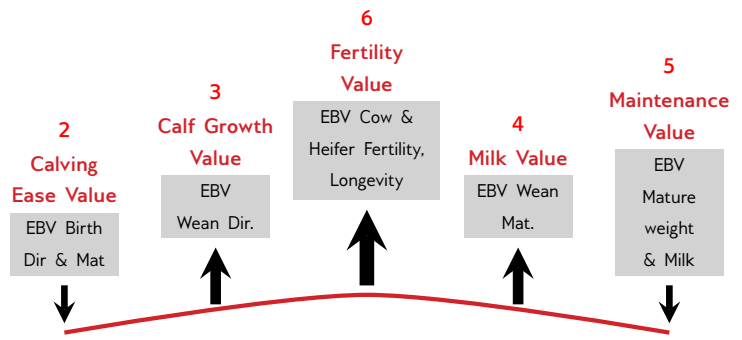 2
Calving
Ease Value
EBV Birth
Dir & Mat
3
Calf Growth
Value
EBV
Wean Dir.
6
Fertility
Value
EBV Cow &
Heifer Fertility,
Longevity
4
Milk Value
EBV Wean
Mat.
5
Maintenance
Value
EBV
Mature
weight
& Milk